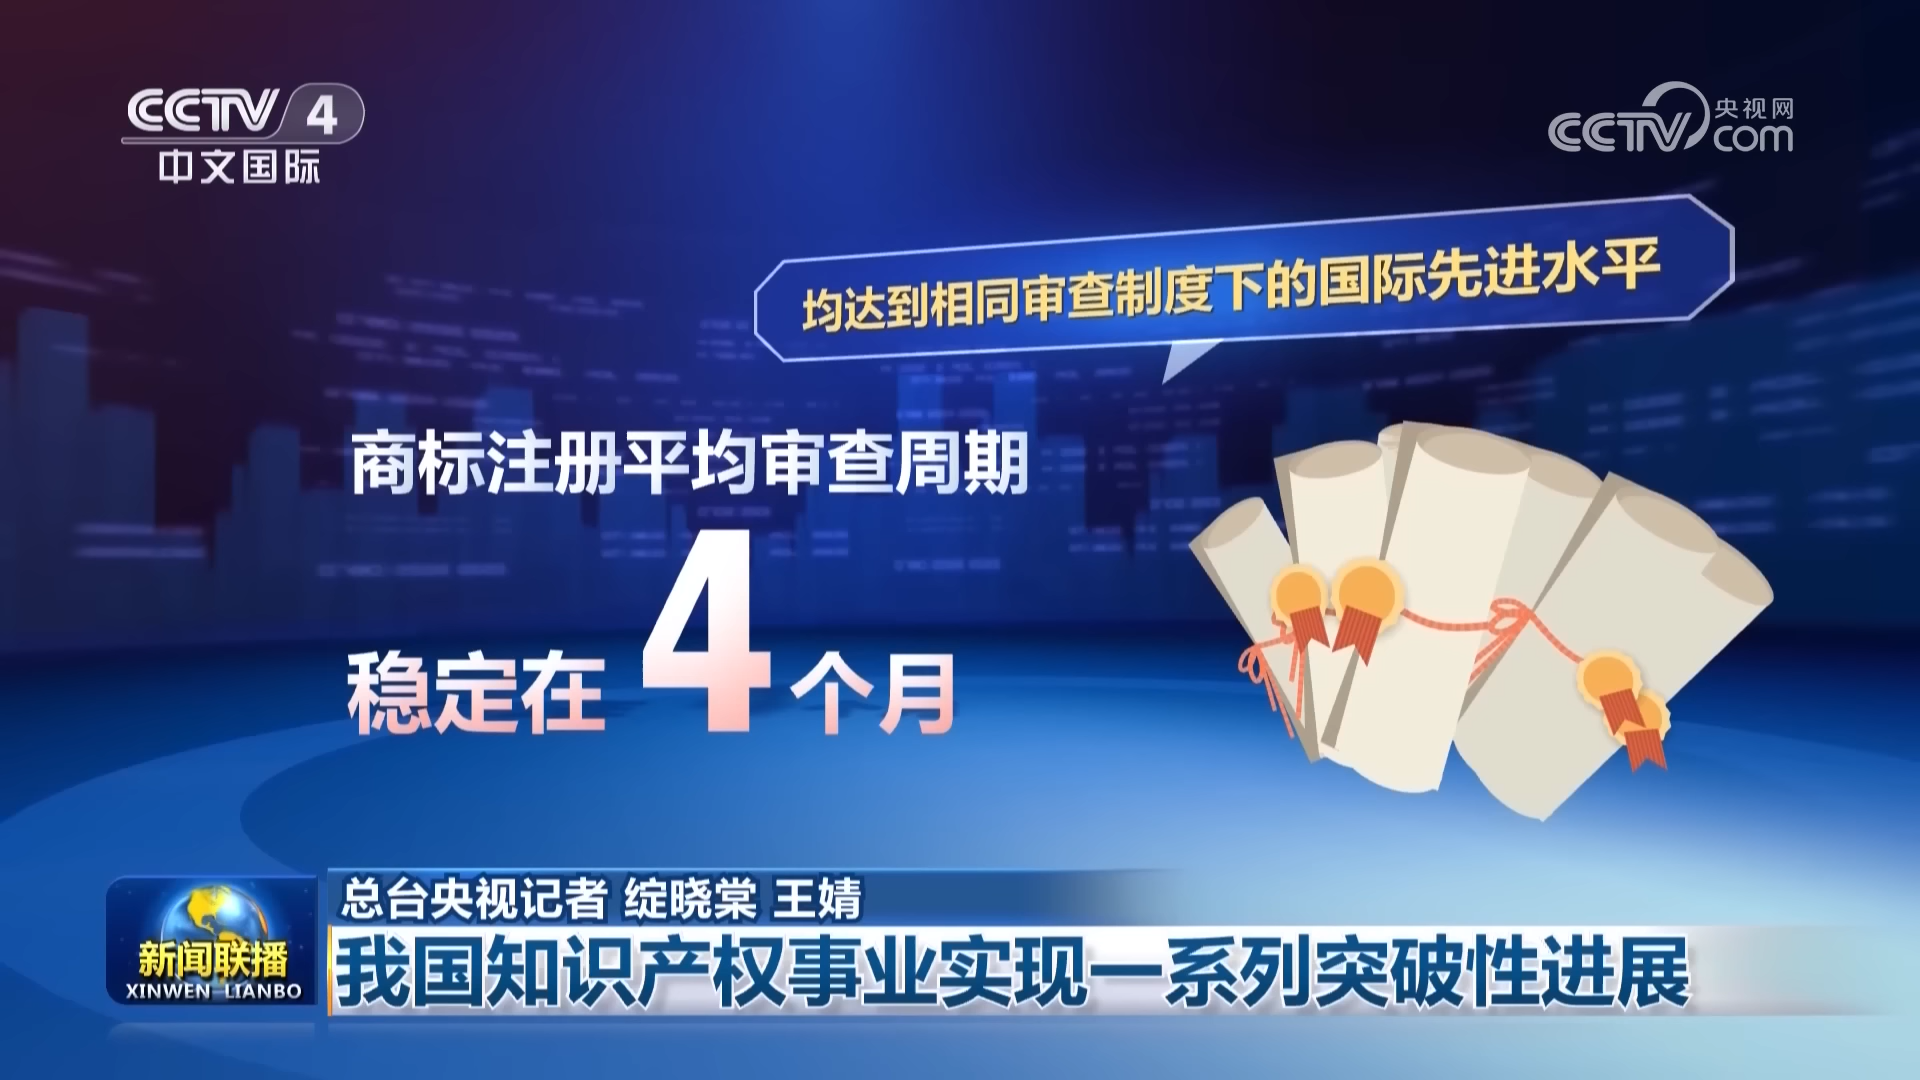 CCTV 4
中文国际
央视网
CCTV com
均达到相同审查制度下的国际先进水平
商标注册平均审查周期
稳定在 4 个月
总台央视记者 绽晓棠 王婧
新闻联播
XINWEN LIANBO
我国知识产权事业实现一系列突破性进展